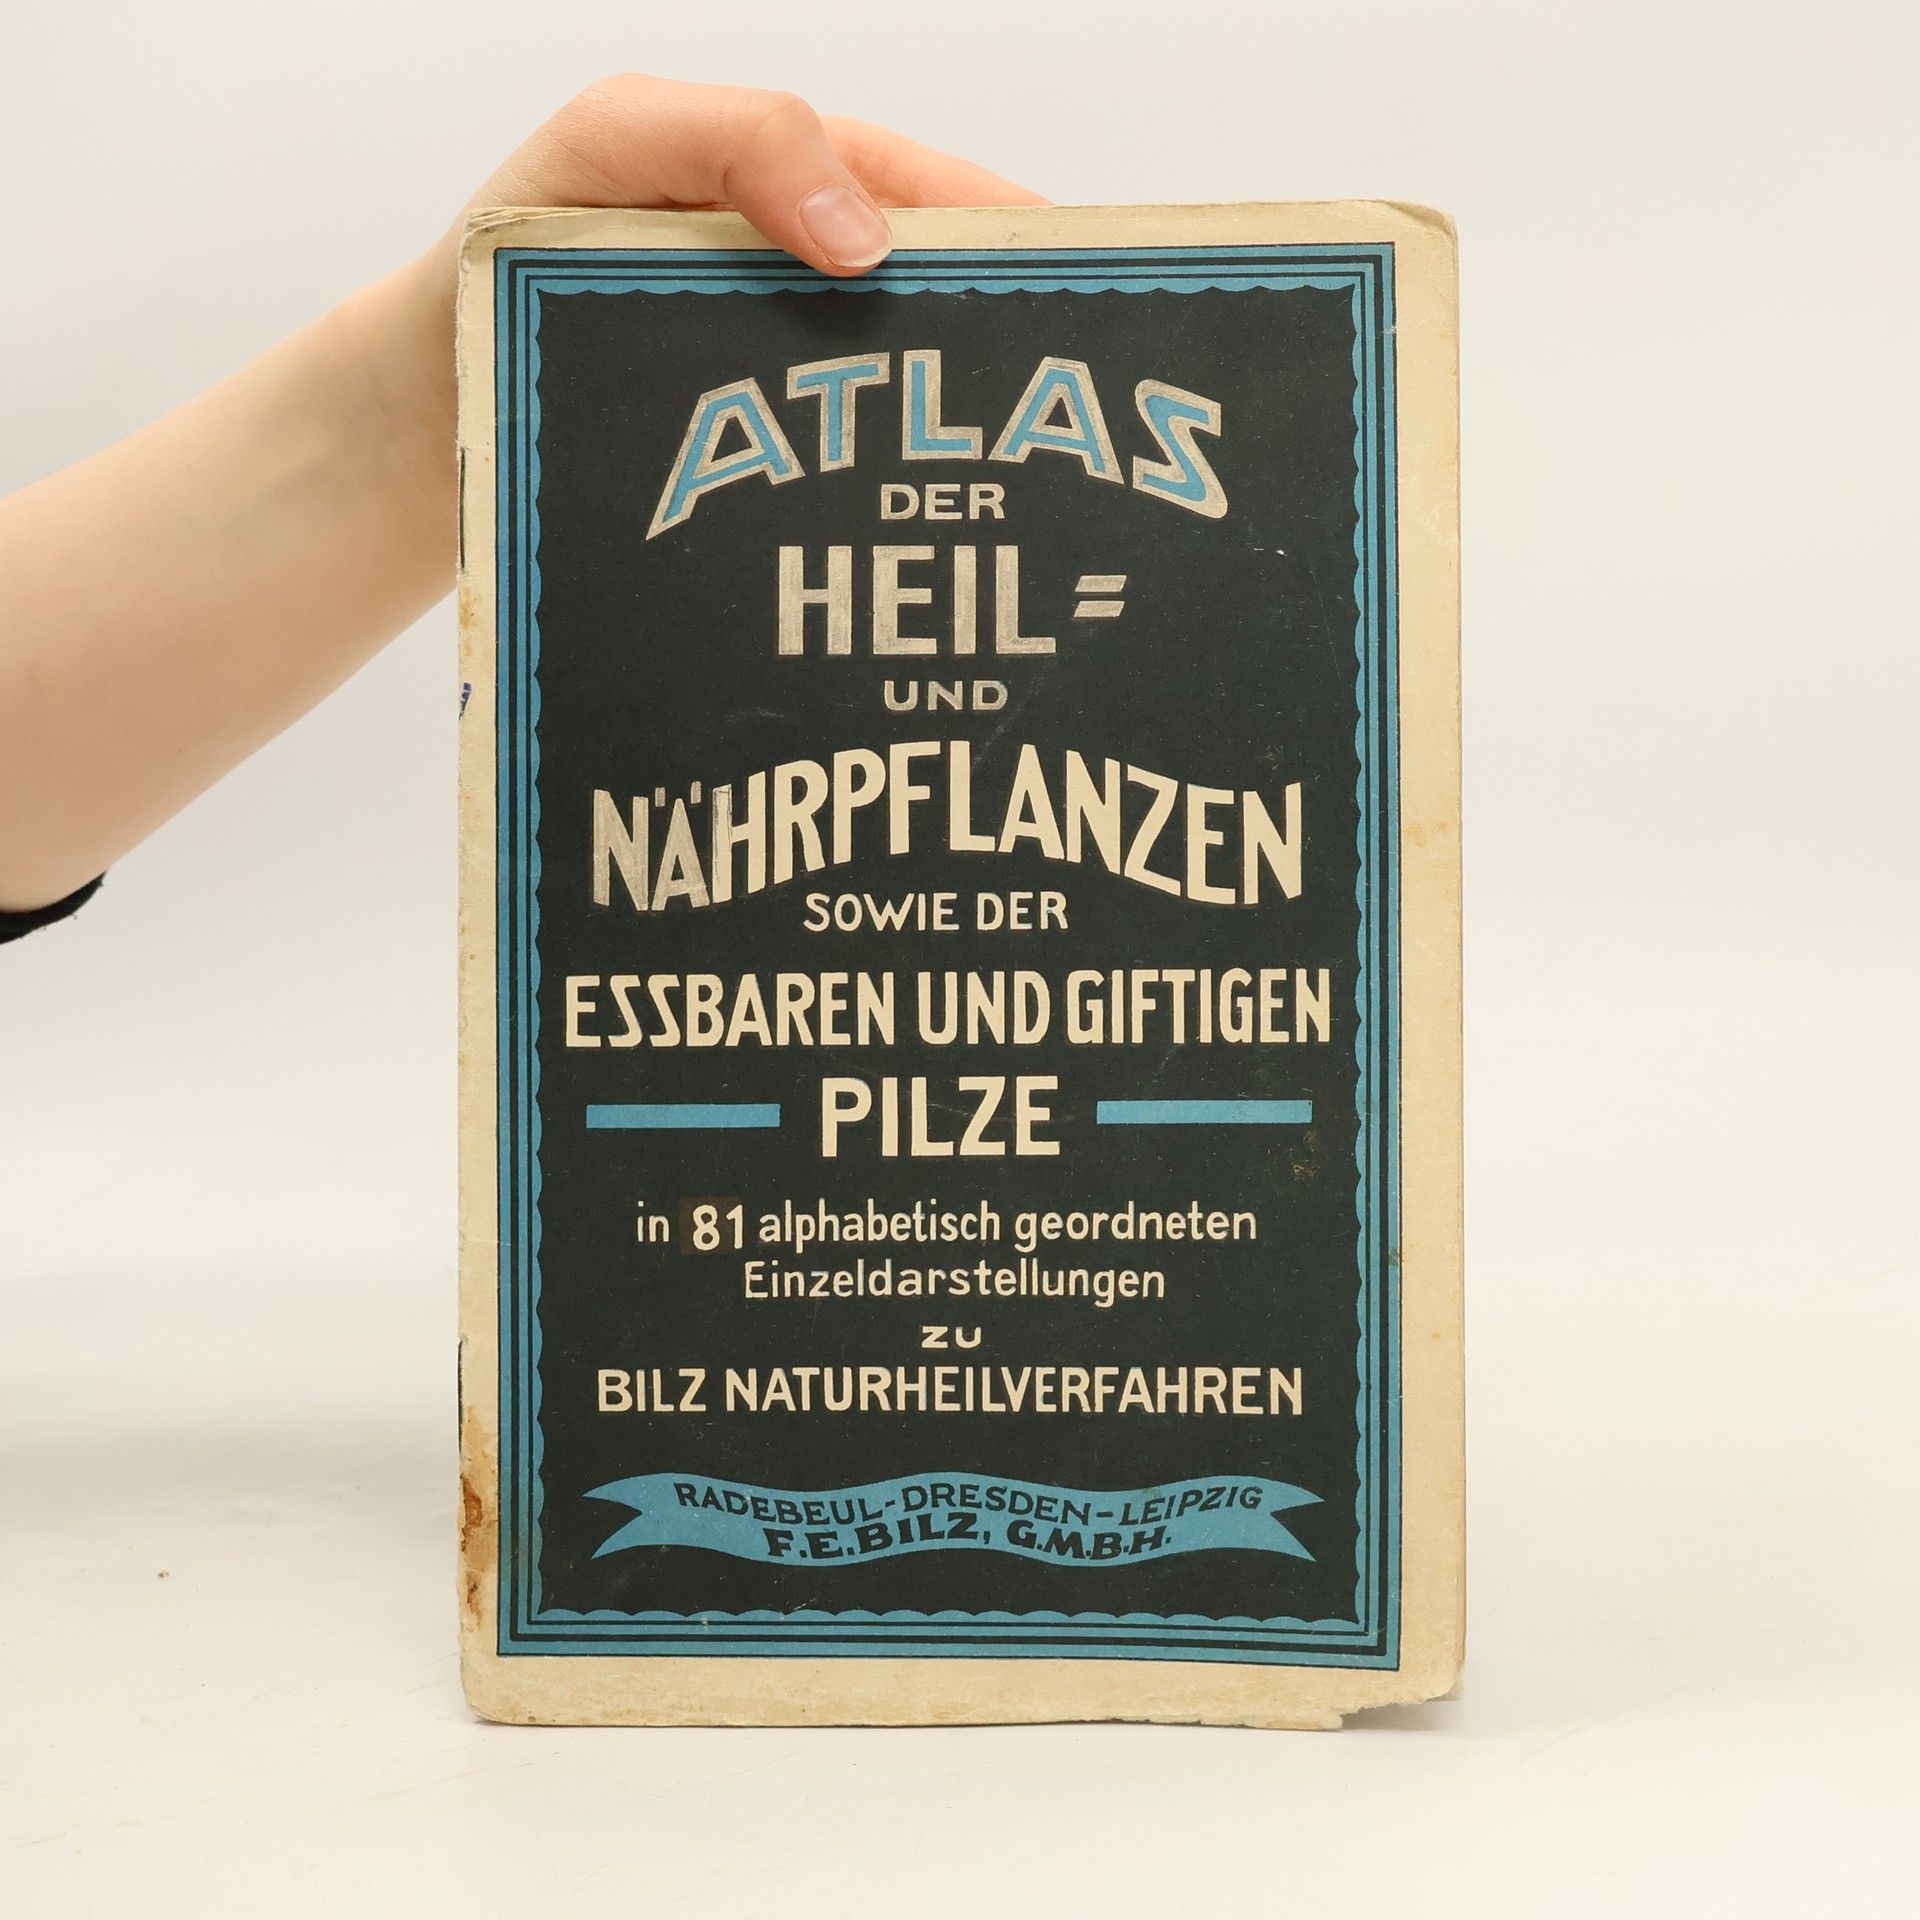 ATLAS
DER
HEIL=
UND
NÄHRPFLANZEN
SOWIE DER
ESSBAREN UND GIFTIGEN
PILZE
in 81 alphabetisch geordneten
Einzeldarstellungen
ZU
BILZ NATURHEILVERFAHREN
RADEBEUL-DRESDEN-LEIPZIG
F.E.BILZ, G.M.B.H.